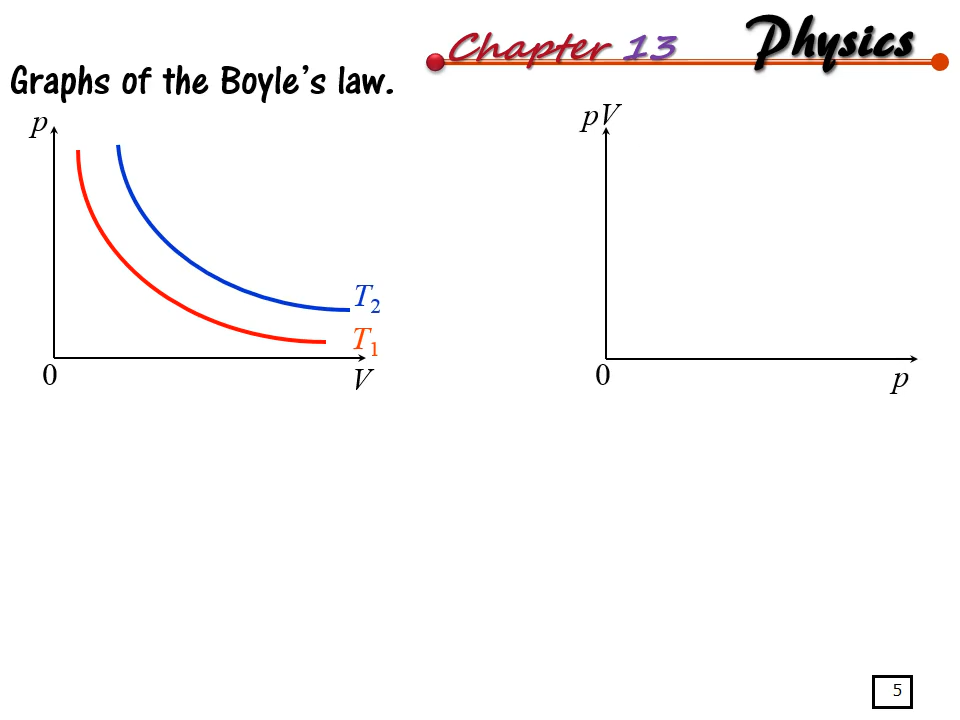 Chapter 13 Physics
Graphs of the Boyle's law.
p
T2
T1
0
V
pV
0
p
5